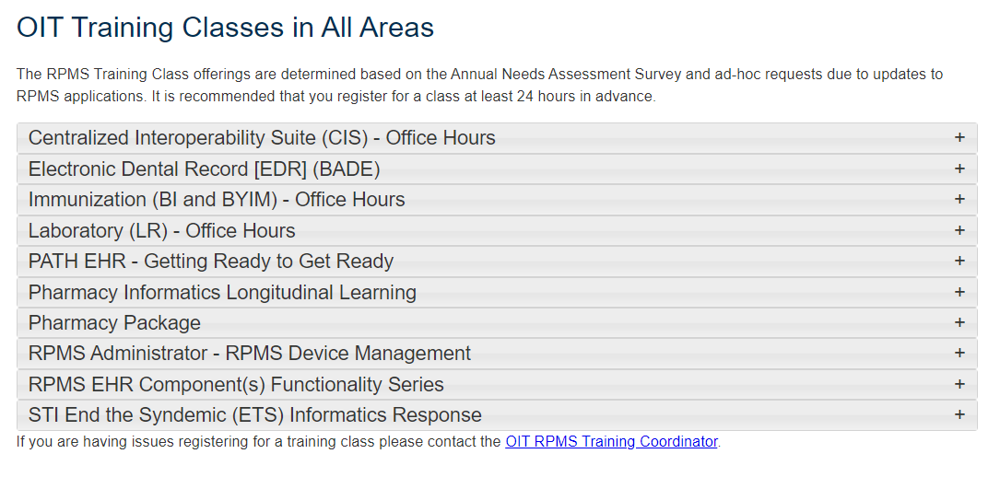 OIT Training Classes in All Areas
The RPMS Training Class offerings are determined based on the Annual Needs Assessment Survey and ad-hoc requests due to updates to
RPMS applications. It is recommended that you register for a class at least 24 hours in advance.
Centralized Interoperability Suite (CIS) - Office Hours +
Electronic Dental Record [EDR] (BADE) +
Immunization (BI and BYIM) - Office Hours +
Laboratory (LR) - Office Hours +
PATH EHR - Getting Ready to Get Ready +
Pharmacy Informatics Longitudinal Learning +
Pharmacy Package +
RPMS Administrator - RPMS Device Management +
RPMS EHR Component(s) Functionality Series +
STI End the Syndemic (ETS) Informatics Response +
If you are having issues registering for a training class please contact the OIT RPMS Training Coordinator.